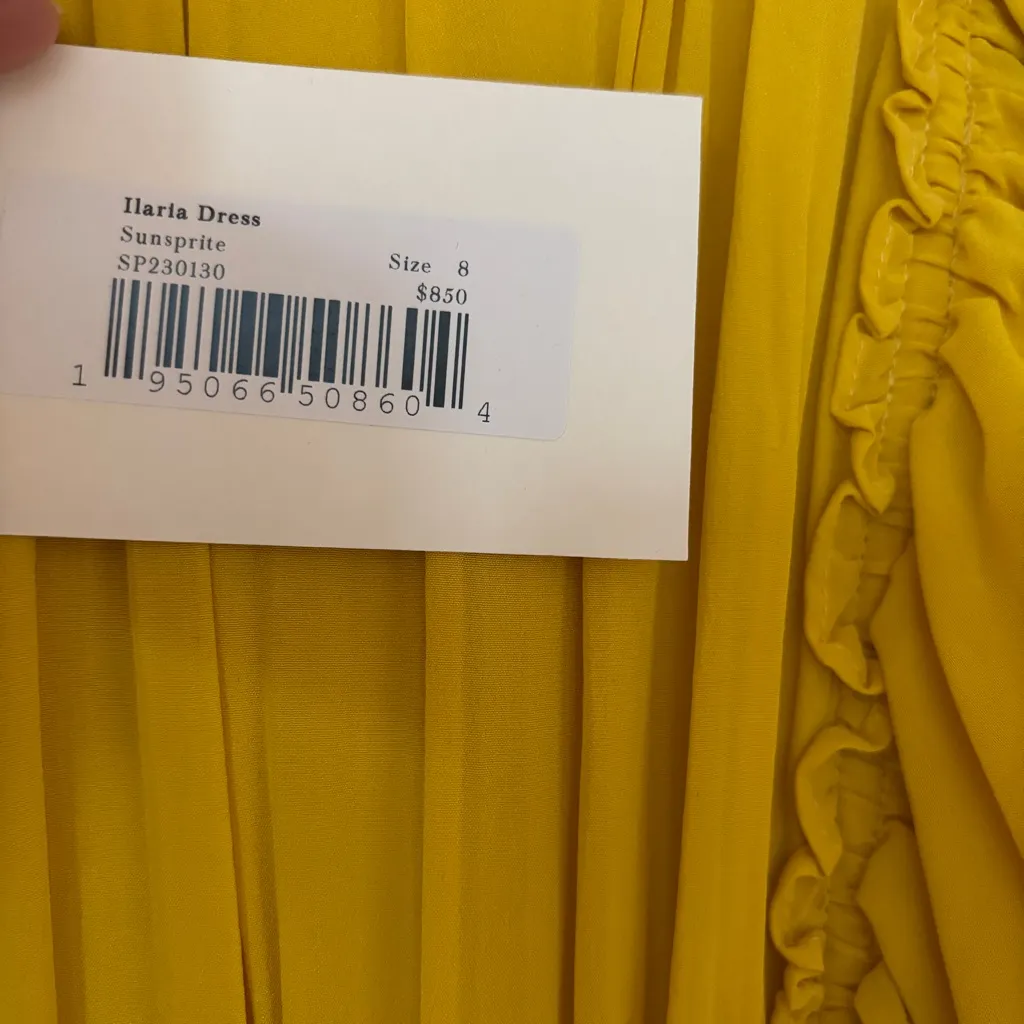 Ilaria Dress
Sunsprite
SP230130 Size 8
$850
1 95066 50860 4